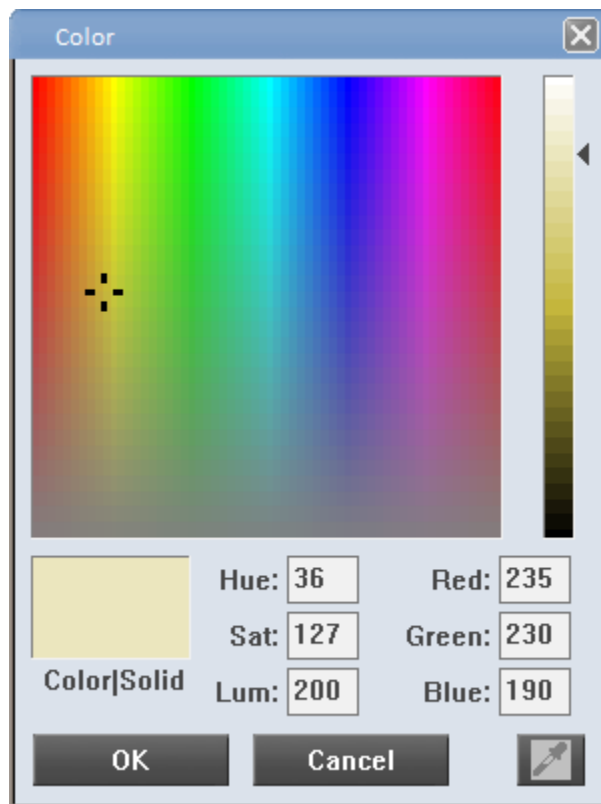 Color
Hue: 36 Red: 235
Sat: 127 Green: 230
Color|Solid
Lum: 200 Blue: 190
OK Cancel